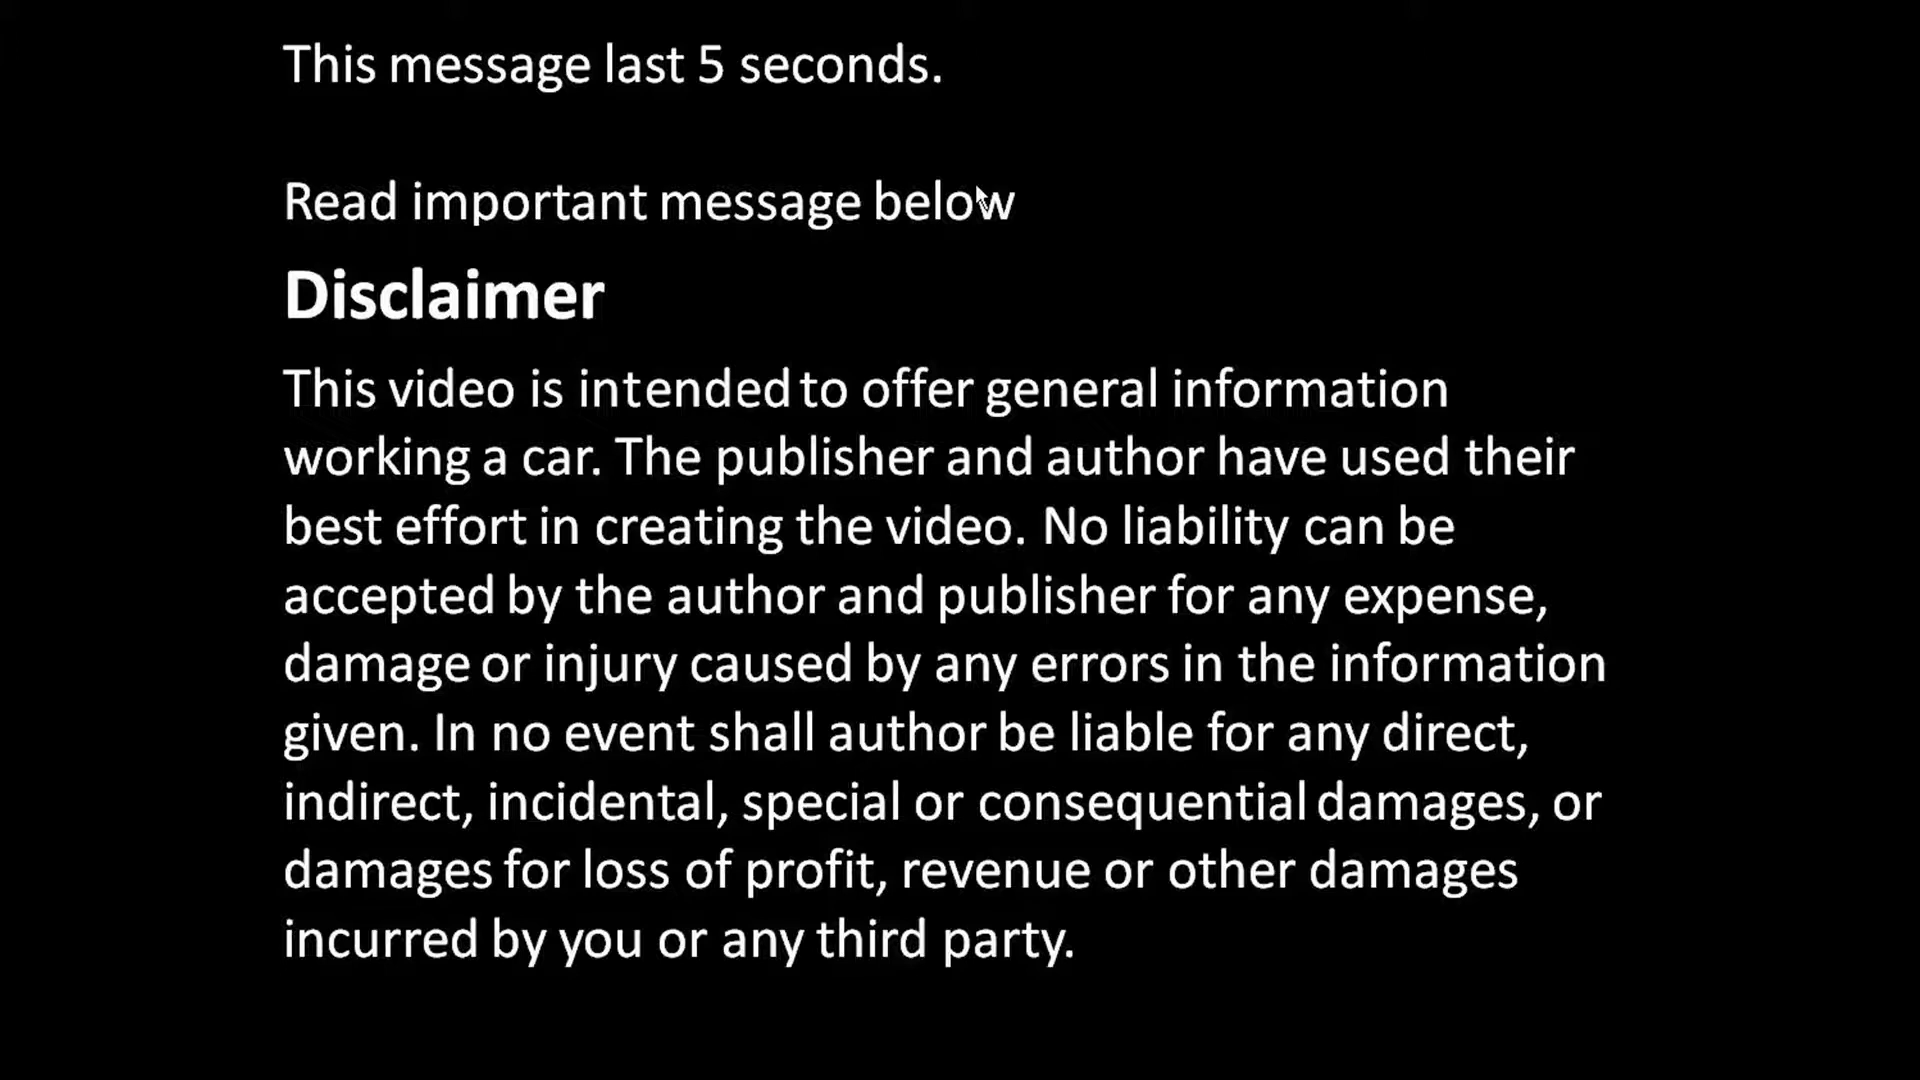 This message last 5 seconds.
Read important message below
Disclaimer
This video is intended to offer general information
working a car. The publisher and author have used their
best effort in creating the video. No liability can be
accepted by the author and publisher for any expense,
damage or injury caused by any errors in the information
given. In no event shall author be liable for any direct,
indirect, incidental, special or consequential damages, or
damages for loss of profit, revenue or other damages
incurred by you or any third party.